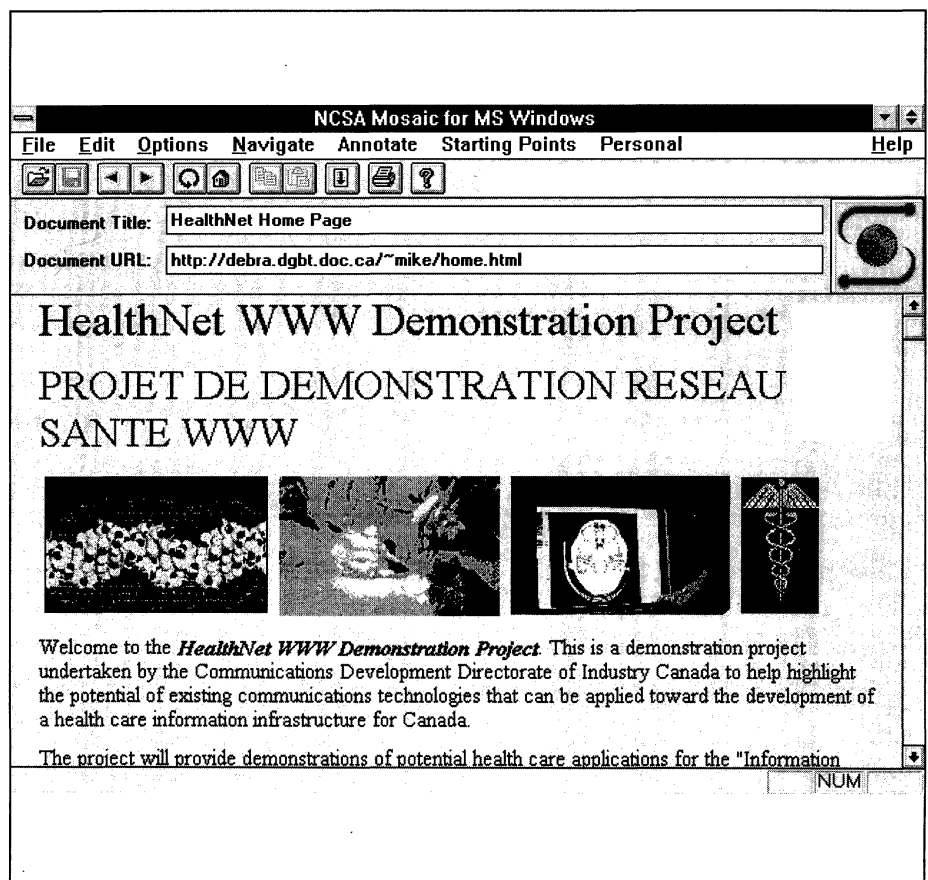 NCSA Mosaic for MS Windows
File Edit Options Navigate Annotate Starting Points Personal Help
Document Title: HealthNet Home Page
Document URL: http://debra.dgbt.doc.ca/~mike/home.html
HealthNet WWW Demonstration Project
PROJET DE DEMONSTRATION RESEAU
SANTE WWW
Welcome to the HealthNet WWW Demonstration Project. This is a demonstration project
undertaken by the Communications Development Directorate of Industry Canada to help highlight
the potential of existing communications technologies that can be applied toward the development of
a health care information infrastructure for Canada.
The project will provide demonstrations of potential health care applications for the "Information
NUM